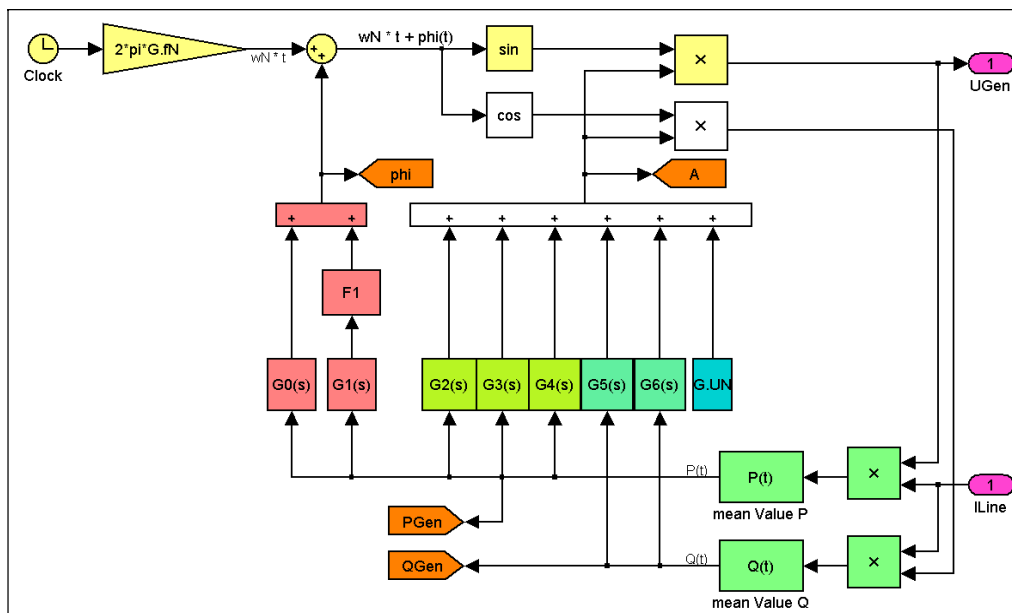 2*pi*G.fN
wN * t
Clock
+
+
wN * t + phi(t)
sin
cos
×
×
1
UGen
phi
A
+
+
+
+
+
+
+
+
F1
G0(s)
G1(s)
G2(s)
G3(s)
G4(s)
G5(s)
G6(s)
G.UN
P(t)
P(t)
mean Value P
×
1
ILine
PGen
QGen
Q(t)
Q(t)
mean Value Q
×